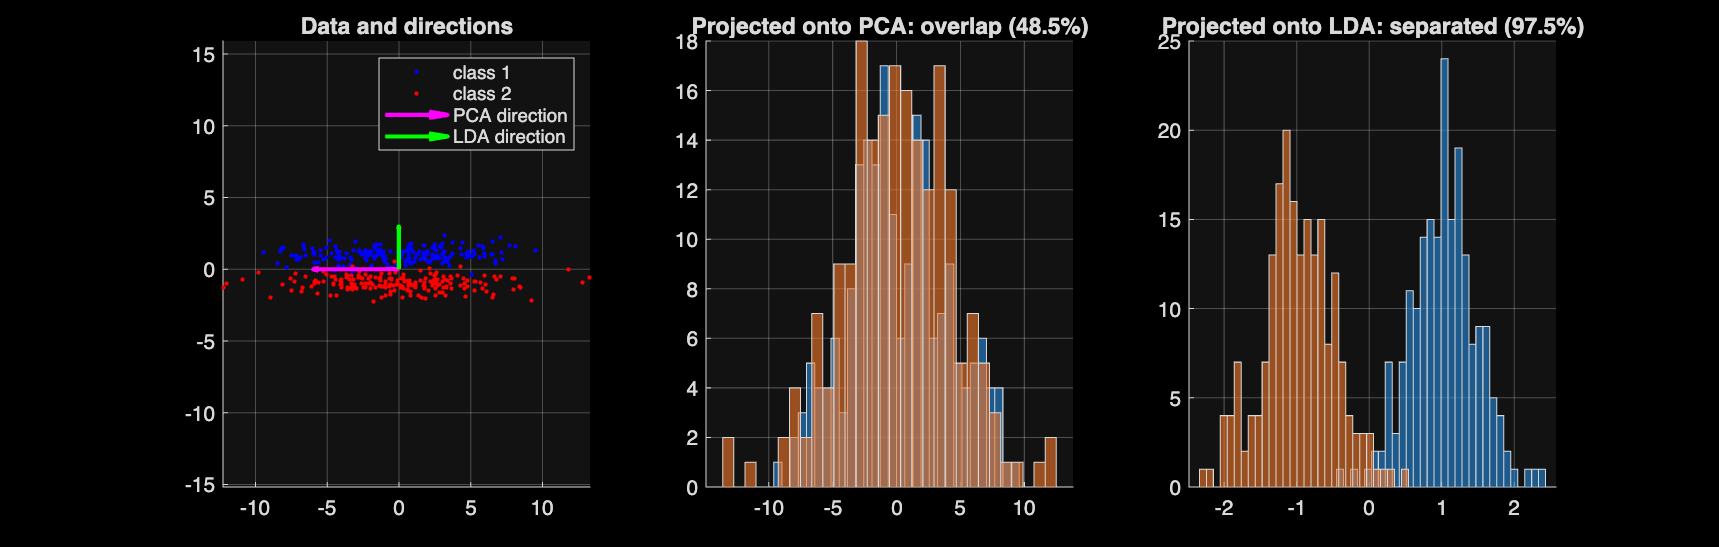 Data and directions
15
10
5
0
-5
-10
-15
-10 -5 0 5 10
class 1
class 2
PCA direction
LDA direction
Projected onto PCA: overlap (48.5%)
18
16
14
12
10
8
6
4
2
0
-10 -5 0 5 10
Projected onto LDA: separated (97.5%)
25
20
15
10
5
0
-2 -1 0 1 2